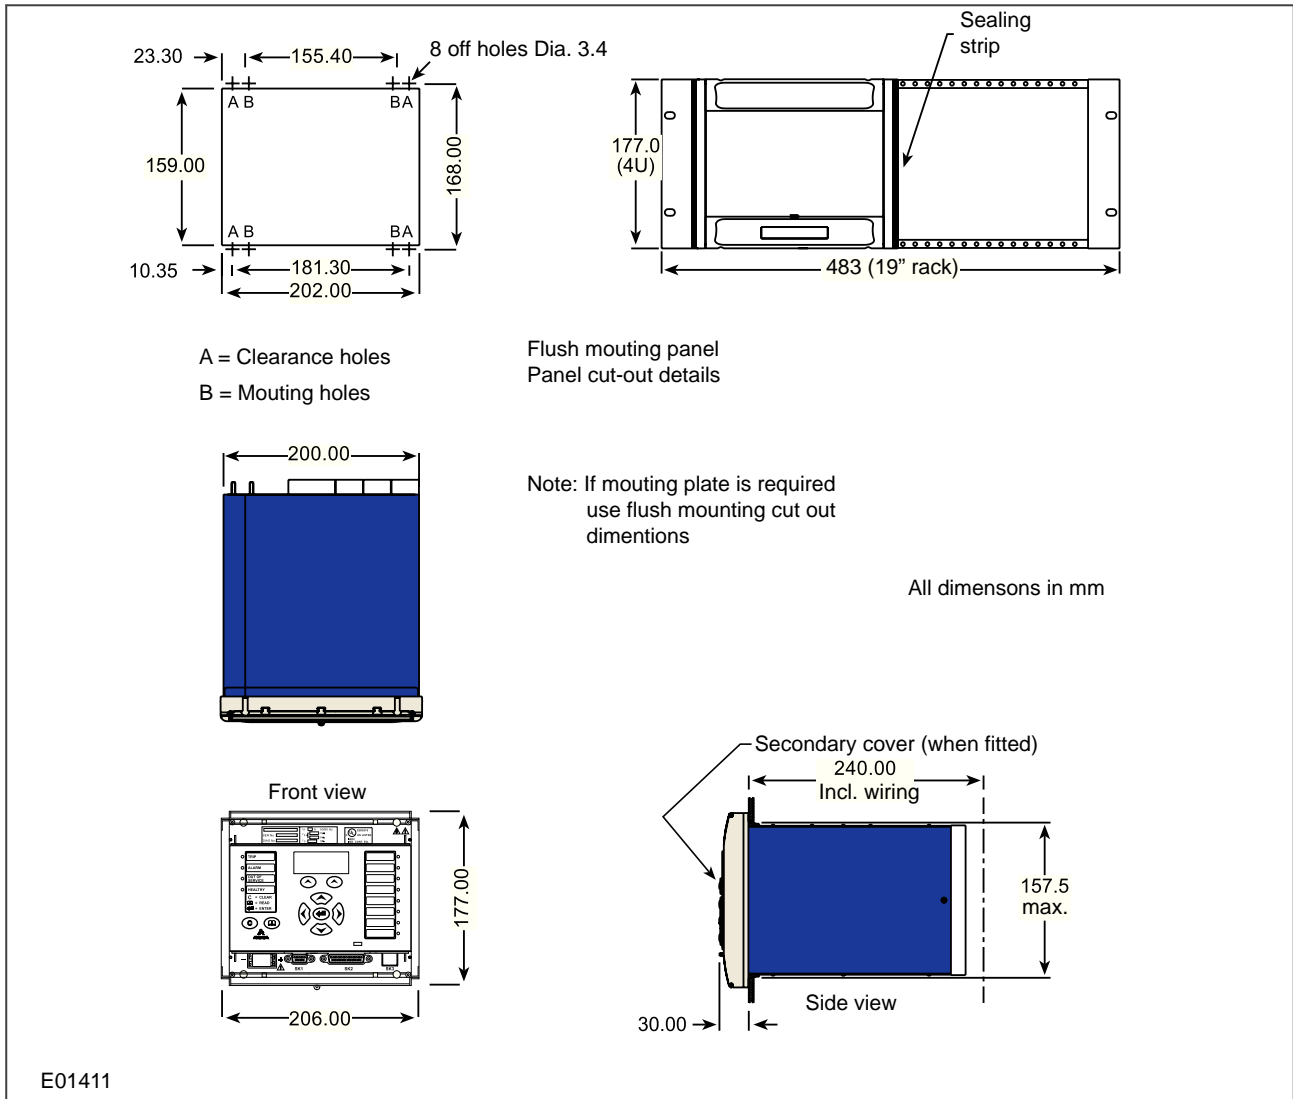 Sealing
strip
23.30
155.40
8 off holes Dia. 3.4
A B
B A
159.00
168.00
177.0
(4U)
A B
B A
10.35
181.30
202.00
483 (19” rack)
A = Clearance holes
B = Mouting holes
Flush mouting panel
Panel cut-out details
200.00
Note: If mouting plate is required
use flush mounting cut out
dimentions
All dimensons in mm
Secondary cover (when fitted)
240.00
Incl. wiring
Front view
TRIP
ALARM
OUT OF
SERVICE
HEALTHY
C = CLEAR
= READ
= ENTER
SK1
SK2
SK3
177.00
206.00
157.5
max.
Side view
30.00
E01411